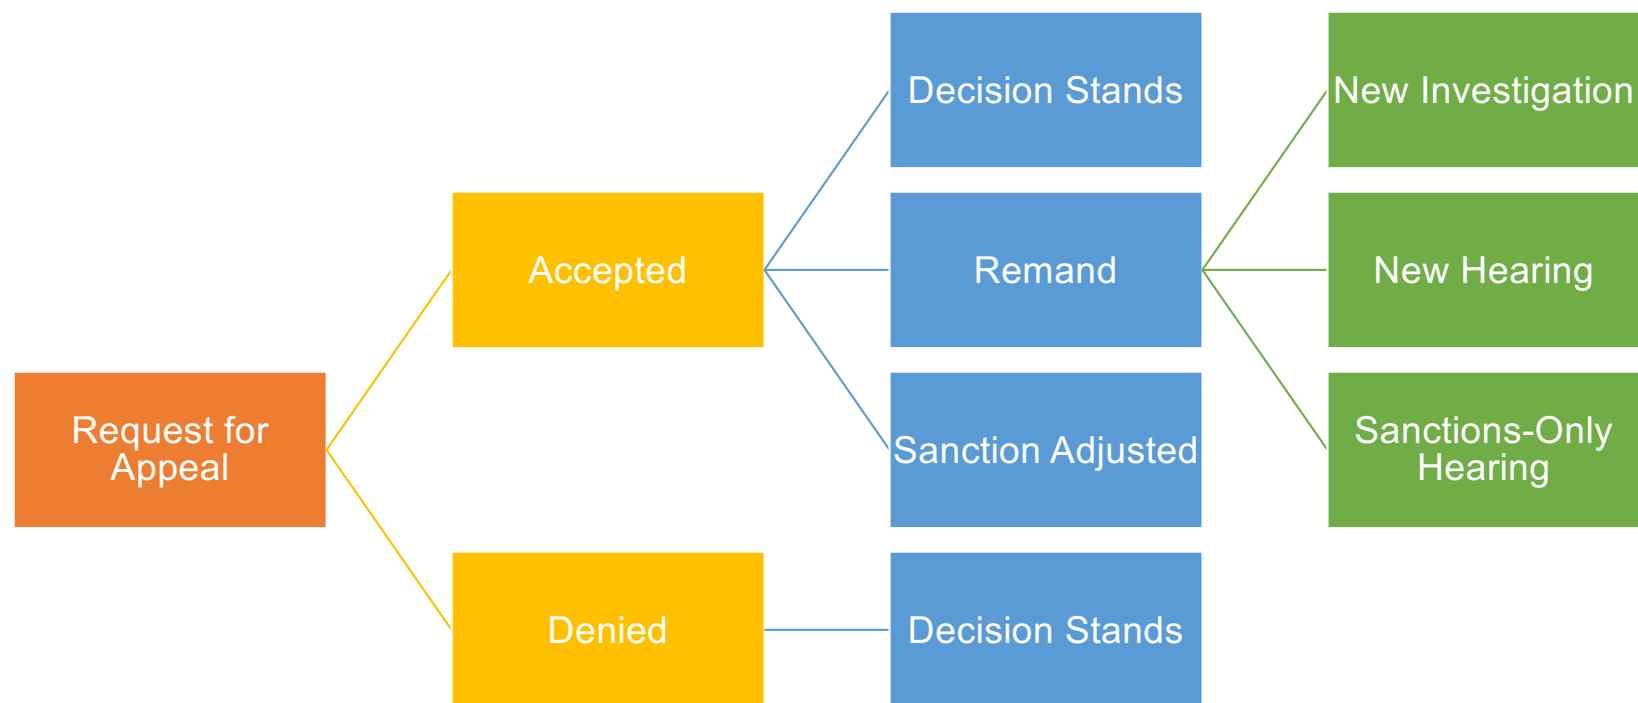 Request for
Appeal
Accepted
Denied
Decision Stands
Remand
Sanction Adjusted
Decision Stands
New Investigation
New Hearing
Sanctions-Only
Hearing